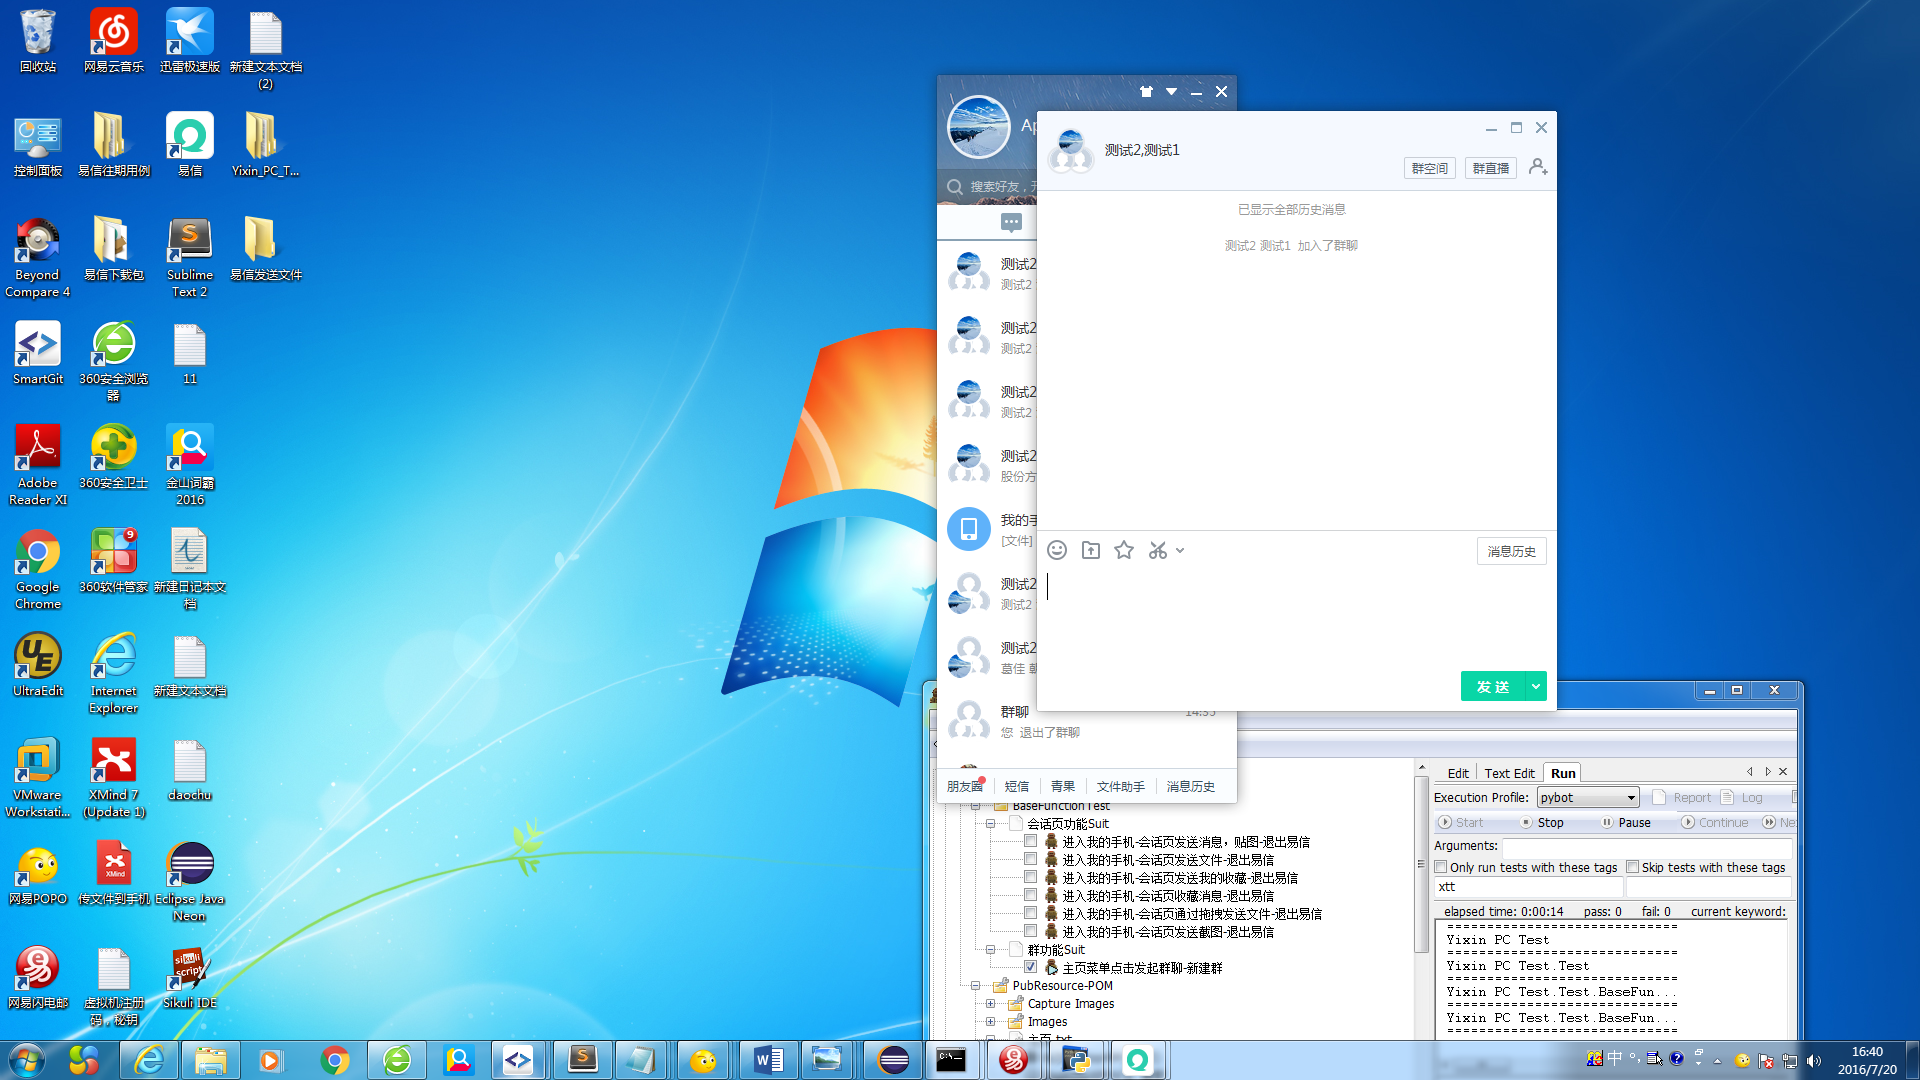 回收站
网易云音乐
迅雷极速版
新建文本文档
(2)
控制面板
易信往期用例
易信
Yixin_PC_T...
Beyond
Compare 4
易信下载包
Sublime
Text 2
易信发送文件
SmartGit
360安全浏览
器
11
Adobe
Reader XI
360安全卫士
金山词霸
2016
Google
Chrome
360软件管家
9
新建日记本文
档
UltraEdit
Internet
Explorer
新建文本文档
VMware
Workstati...
XMind 7
(Update 1)
daochu
网易POPO
传文件到手机
Eclipse Java
Neon
网易闪电邮
虚拟机注册
码，秘钥
Sikuli IDE
搜索好友，
测试2
测试2
测试2
测试2
测试2
测试2
测试2
股份方
我的手
[文件]
测试2
测试2
测试2
葛佳
群聊
14:35
您 退出了群聊
朋友圈
短信
青果
文件助手
消息历史
测试2,测试1
群空间
群直播
已显示全部历史消息
测试2 测试1 加入了群聊
消息历史
发 送
BaseFunctionTest
会话页功能Suit
进入我的手机-会话页发送消息，贴图-退出易信
进入我的手机-会话页发送文件-退出易信
进入我的手机-会话页发送我的收藏-退出易信
进入我的手机-会话页收藏消息-退出易信
进入我的手机-会话页通过拖拽发送文件-退出易信
进入我的手机-会话页发送截图-退出易信
群功能Suit
主页菜单点击发起群聊-新建群
PubResource-POM
Capture Images
Images
主页.txt
Edit
Text Edit
Run
Execution Profile:
pybot
Report
Log
Start
Stop
Pause
Continue
Ne
Arguments:
Only run tests with these tags
Skip tests with these tags
xtt
elapsed time: 0:00:14 pass: 0 fail: 0 current keyword:
==============================
Yixin PC Test
==============================
Yixin PC Test.Test
==============================
Yixin PC Test.Test.BaseFun...
==============================
Yixin PC Test.Test.BaseFun...
==============================
中
16:40
2016/7/20